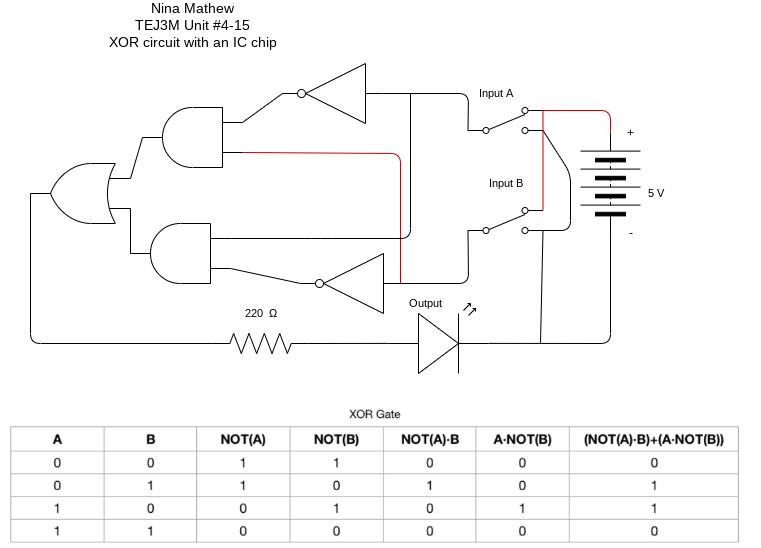 Nina Mathew
TEJ3M Unit #4-15
XOR circuit with an IC chip
Input A
+
Input B
5 V
-
Output
220 Ω
XOR Gate
A B NOT(A) NOT(B) NOT(A)·B A·NOT(B) (NOT(A)·B)+(A·NOT(B))
0 0 1 1 0 0 0
0 1 1 0 1 0 1
1 0 0 1 0 1 1
1 1 0 0 0 0 0